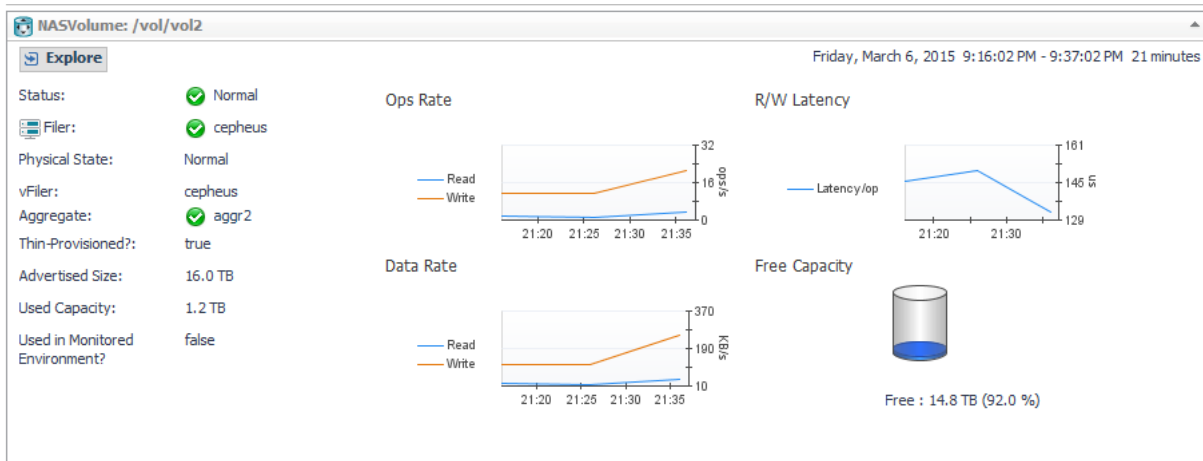 NASVolume: /vol/vol2
Explore
Friday, March 6, 2015 9:16:02 PM - 9:37:02 PM 21 minutes
Status: Normal
Filer: cepheus
Physical State: Normal
vFiler: cepheus
Aggregate: aggr2
Thin-Provisioned?: true
Advertised Size: 16.0 TB
Used Capacity: 1.2 TB
Used in Monitored
Environment? false
Ops Rate
Read
Write
32
16
0
ops/s
21:20 21:25 21:30 21:35
R/W Latency
Latency/op
161
145
129
21:20 21:30
Data Rate
Read
Write
370
190
10
KB/s
21:20 21:25 21:30 21:35
Free Capacity
Free : 14.8 TB (92.0 %)